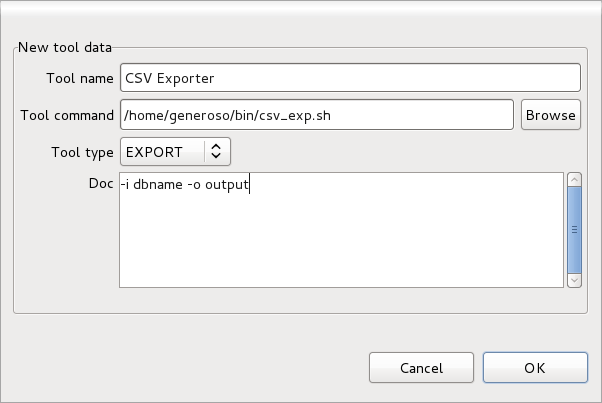 New tool data
Tool name CSV Exporter
Tool command /home/generoso/bin/csv_exp.sh Browse
Tool type EXPORT
Doc -i dbname -o output
Cancel OK